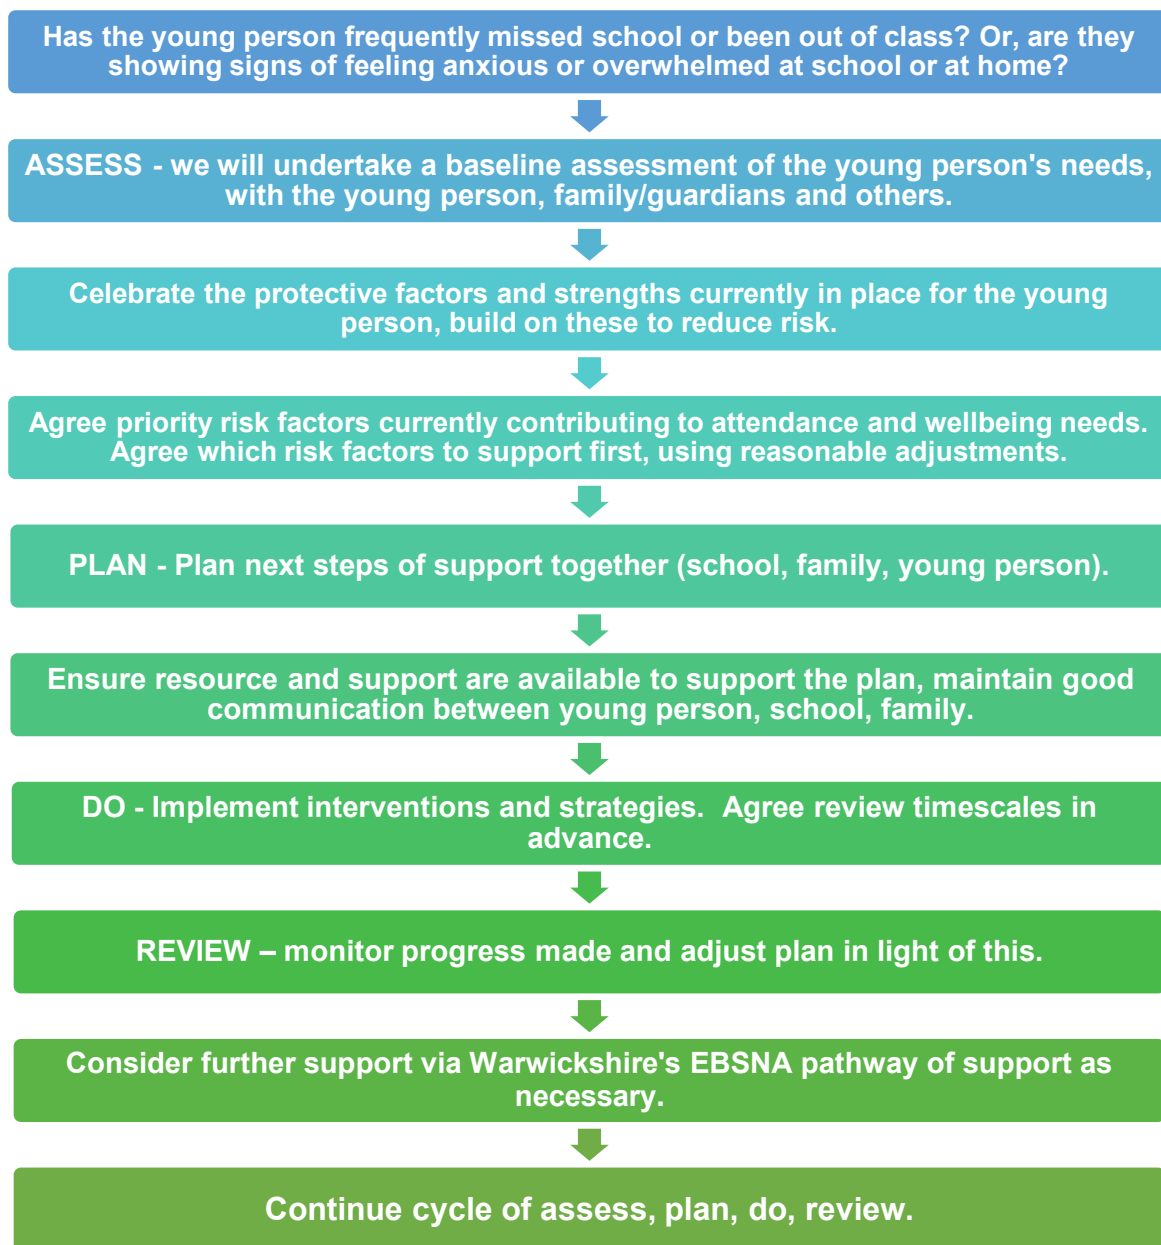 Has the young person frequently missed school or been out of class? Or, are they
showing signs of feeling anxious or overwhelmed at school or at home?
ASSESS - we will undertake a baseline assessment of the young person's needs,
with the young person, family/guardians and others.
Celebrate the protective factors and strengths currently in place for the young
person, build on these to reduce risk.
Agree priority risk factors currently contributing to attendance and wellbeing needs.
Agree which risk factors to support first, using reasonable adjustments.
PLAN - Plan next steps of support together (school, family, young person).
Ensure resource and support are available to support the plan, maintain good
communication between young person, school, family.
DO - Implement interventions and strategies.  Agree review timescales in
advance.
REVIEW – monitor progress made and adjust plan in light of this.
Consider further support via Warwickshire's EBSNA pathway of support as
necessary.
Continue cycle of assess, plan, do, review.